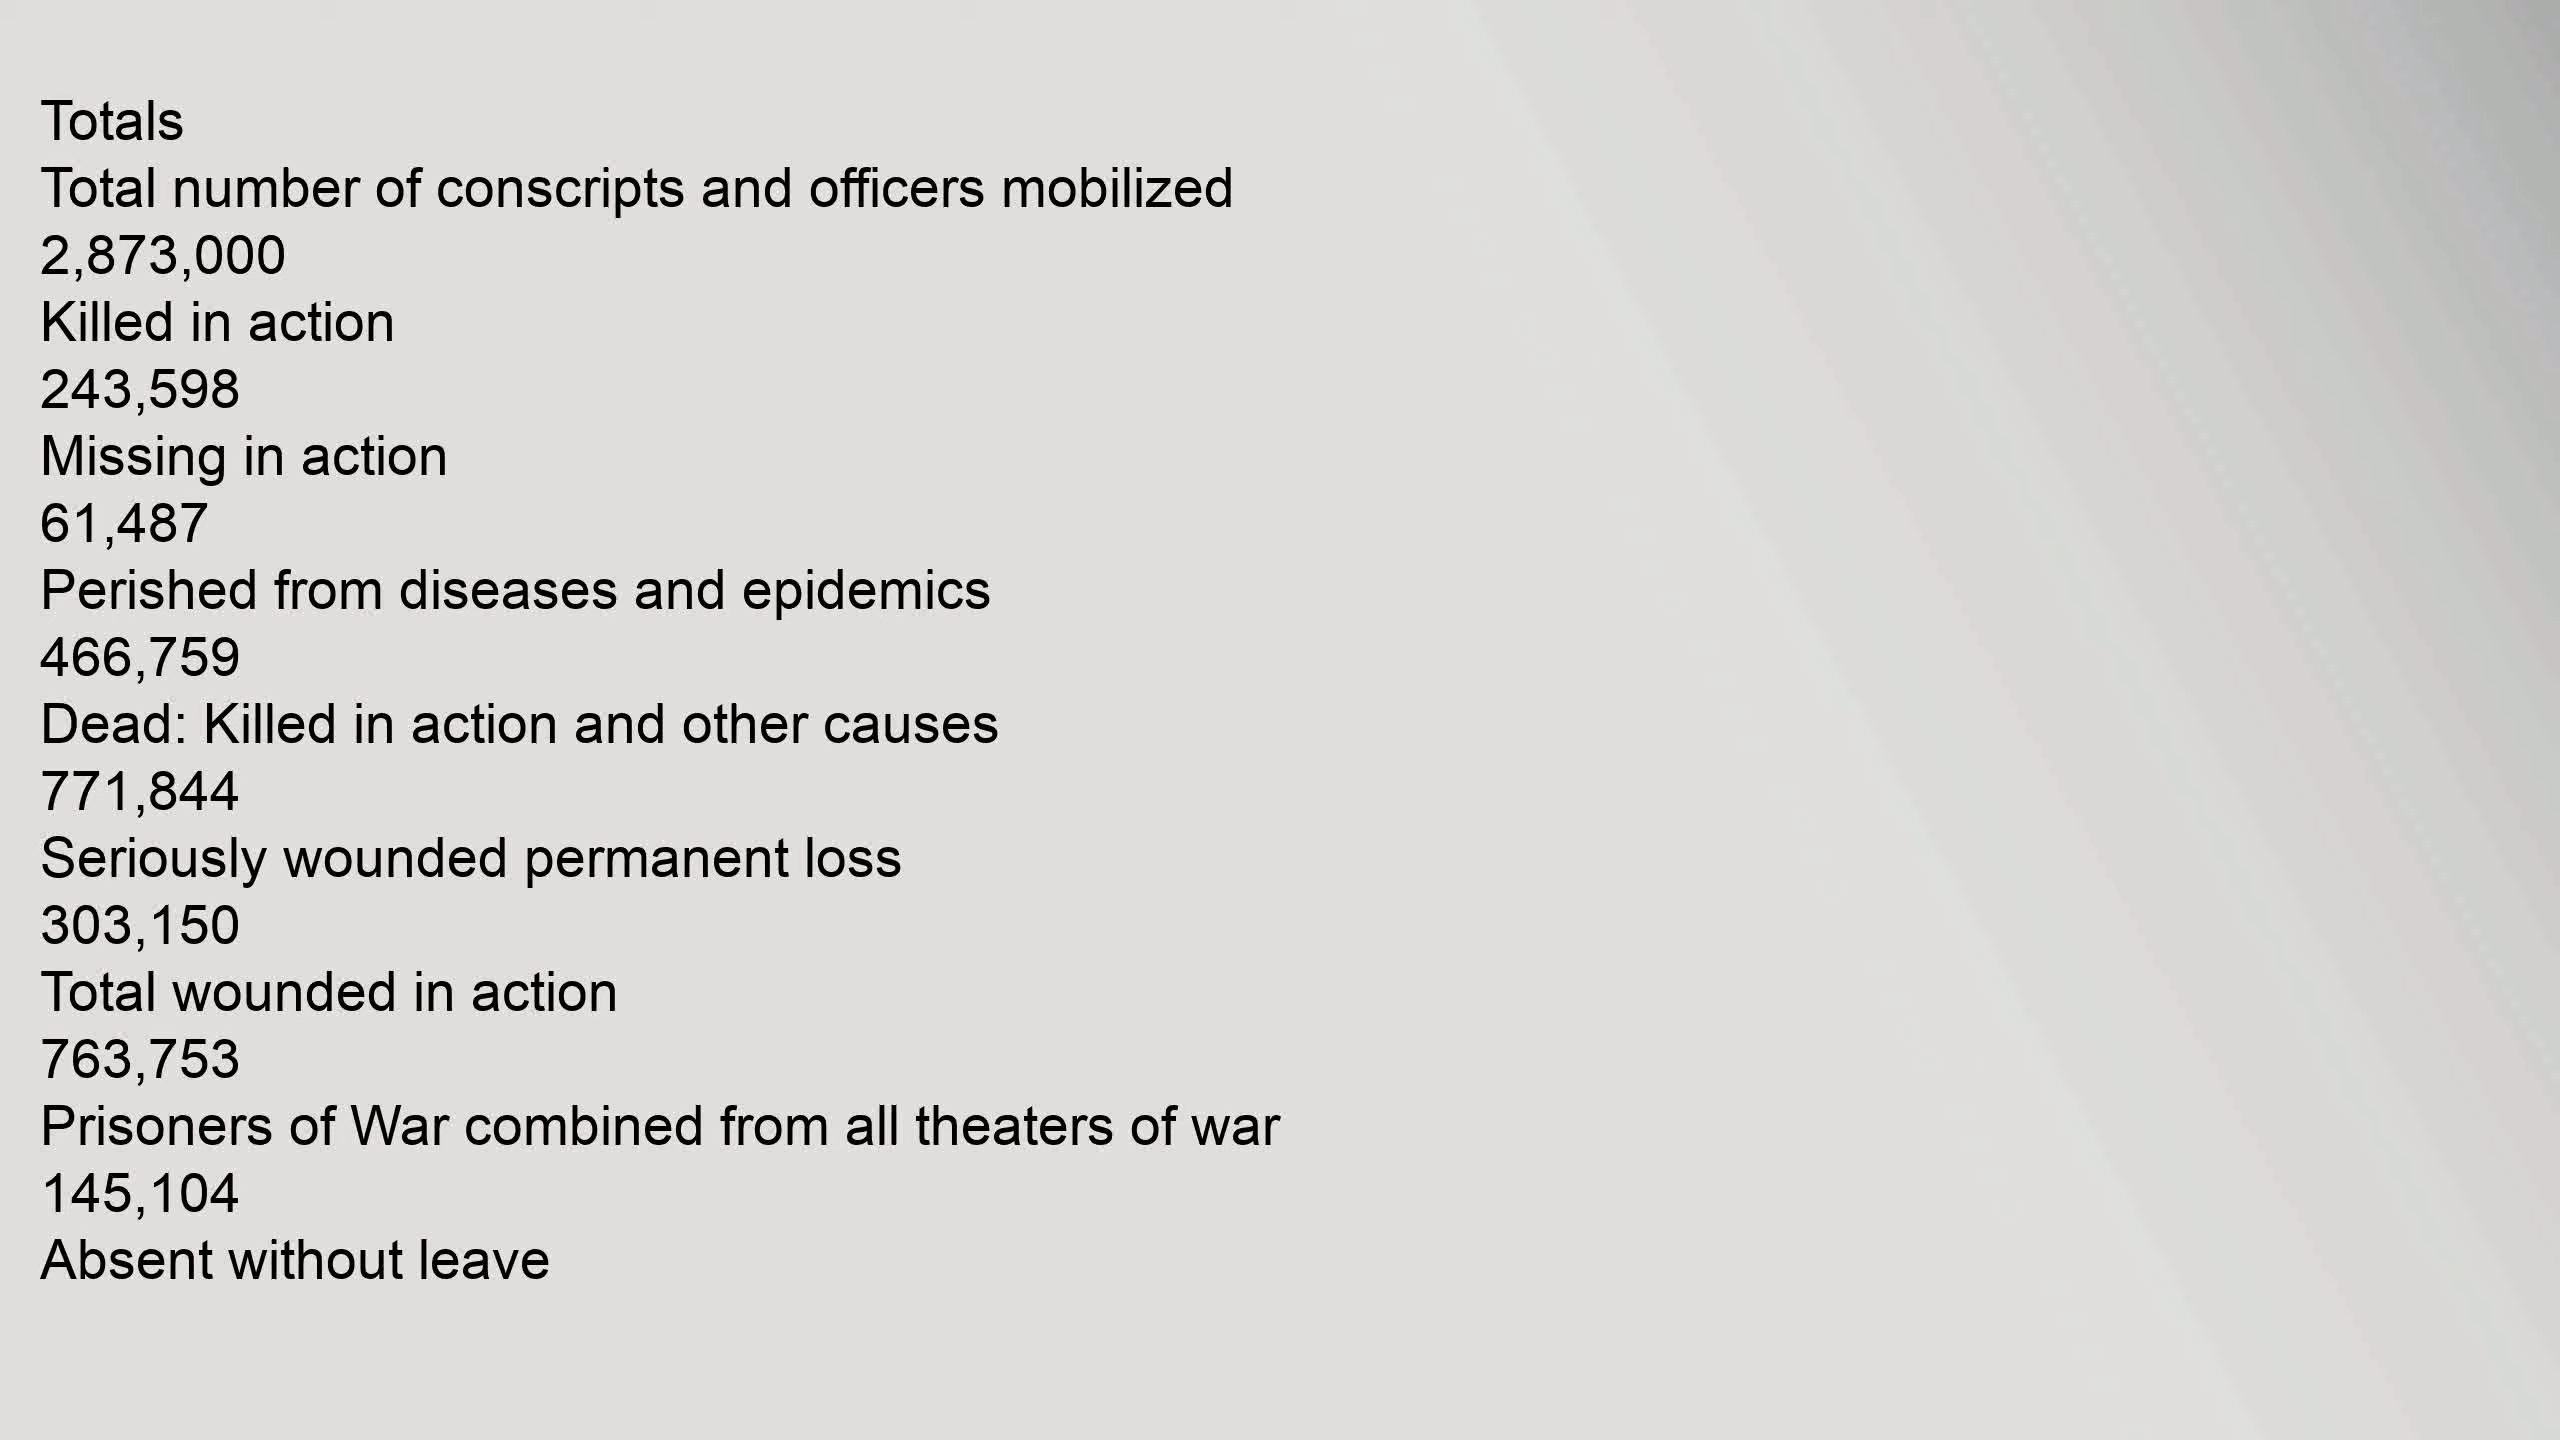 Totals
Total number of conscripts and officers mobilized
2,873,000
Killed in action
243,598
Missing in action
61,487
Perished from diseases and epidemics
466,759
Dead: Killed in action and other causes
771,844
Seriously wounded permanent loss
303,150
Total wounded in action
763,753
Prisoners of War combined from all theaters of war
145,104
Absent without leave